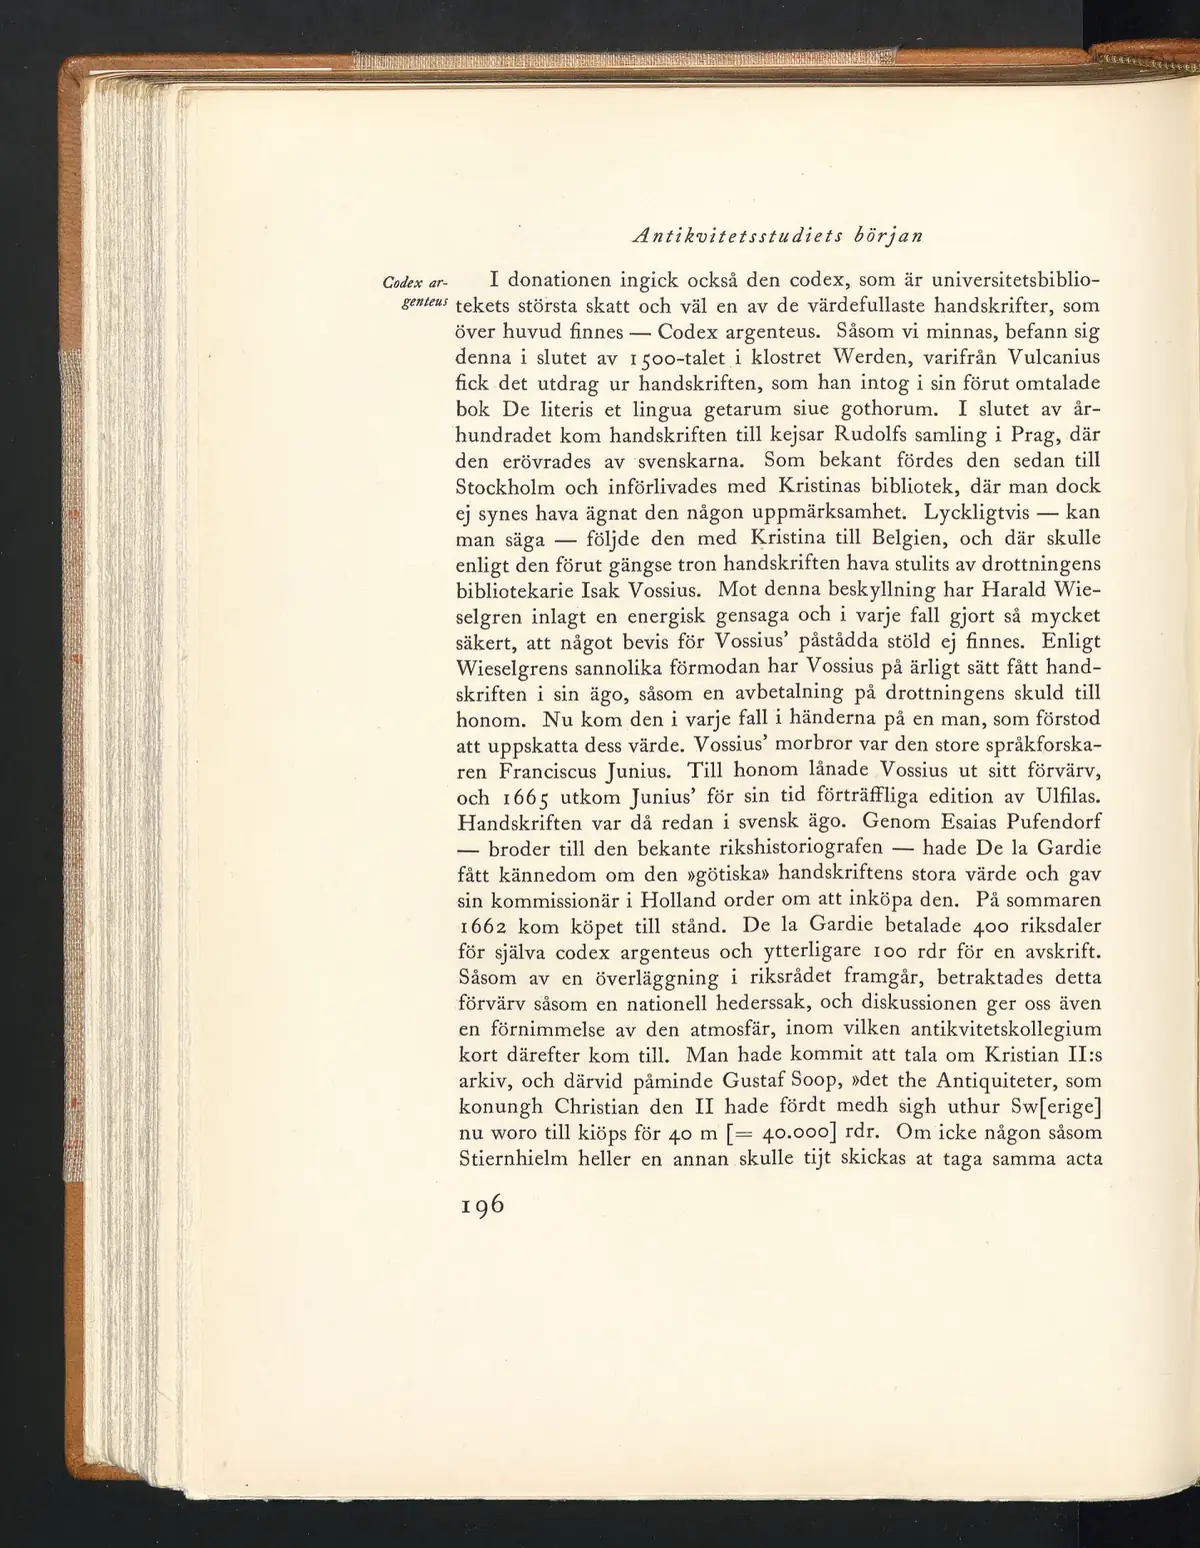 Antikvitetsstudiets början
Codex ar-
genteus
I donationen ingick också den codex, som är universitetsbiblio-
tekets största skatt och väl en av de värdefullaste handskrifter, som
över huvud finnes — Codex argenteus. Såsom vi minnas, befann sig
denna i slutet av 1500-talet i klostret Werden, varifrån Vulcanius
fick det utdrag ur handskriften, som han intog i sin förut omtalade
bok De literis et lingua getarum siue gothorum. I slutet av år-
hundradet kom handskriften till kejsar Rudolfs samling i Prag, där
den erövrades av svenskarna. Som bekant fördes den sedan till
Stockholm och införlivades med Kristinas bibliotek, där man dock
ej synes hava ägnat den någon uppmärksamhet. Lyckligtvis — kan
man säga — följde den med Kristina till Belgien, och där skulle
enligt den förut gängse tron handskriften hava stulits av drottningens
bibliotekarie Isak Vossius. Mot denna beskyllning har Harald Wie-
selgren inlagt en energisk gensaga och i varje fall gjort så mycket
säkert, att något bevis för Vossius’ påstådda stöld ej finnes. Enligt
Wieselgrens sannolika förmodan har Vossius på ärligt sätt fått hand-
skriften i sin ägo, såsom en avbetalning på drottningens skuld till
honom. Nu kom den i varje fall i händerna på en man, som förstod
att uppskatta dess värde. Vossius’ morbror var den store språkforska-
ren Franciscus Junius. Till honom lånade Vossius ut sitt förvärv,
och 1665 utkom Junius’ för sin tid förträffliga edition av Ulfilas.
Handskriften var då redan i svensk ägo. Genom Esaias Pufendorf
— broder till den bekante rikshistoriografen — hade De la Gardie
fått kännedom om den »götiska» handskriftens stora värde och gav
sin kommissionär i Holland order om att inköpa den. På sommaren
1662 kom köpet till stånd. De la Gardie betalade 400 riksdaler
för själva codex argenteus och ytterligare 100 rdr för en avskrift.
Såsom av en överläggning i riksrådet framgår, betraktades detta
förvärv såsom en nationell hederssak, och diskussionen ger oss även
en förnimmelse av den atmosfär, inom vilken antikvitetskollegium
kort därefter kom till. Man hade kommit att tala om Kristian II:s
arkiv, och därvid påminde Gustaf Soop, »det the Antiquiteter, som
konungh Christian den II hade fördt medh sigh uthur Sw[erige]
nu woro till kiöps för 40 m [= 40.000] rdr. Om icke någon såsom
Stiernhielm heller en annan skulle tijt skickas at taga samma acta
196